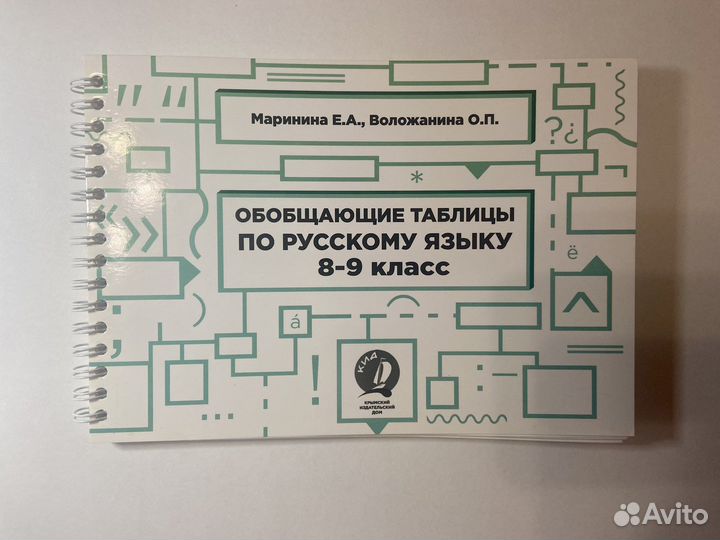 Маринина Е.А., Воложанина О.П.
ОБОБЩАЮЩИЕ ТАБЛИЦЫ
ПО РУССКОМУ ЯЗЫКУ
8-9 класс
?¿
*
ё
á
;
!
КИД
КРЫМСКИЙ
ИЗДАТЕЛЬСКИЙ
ДОМ
Avito